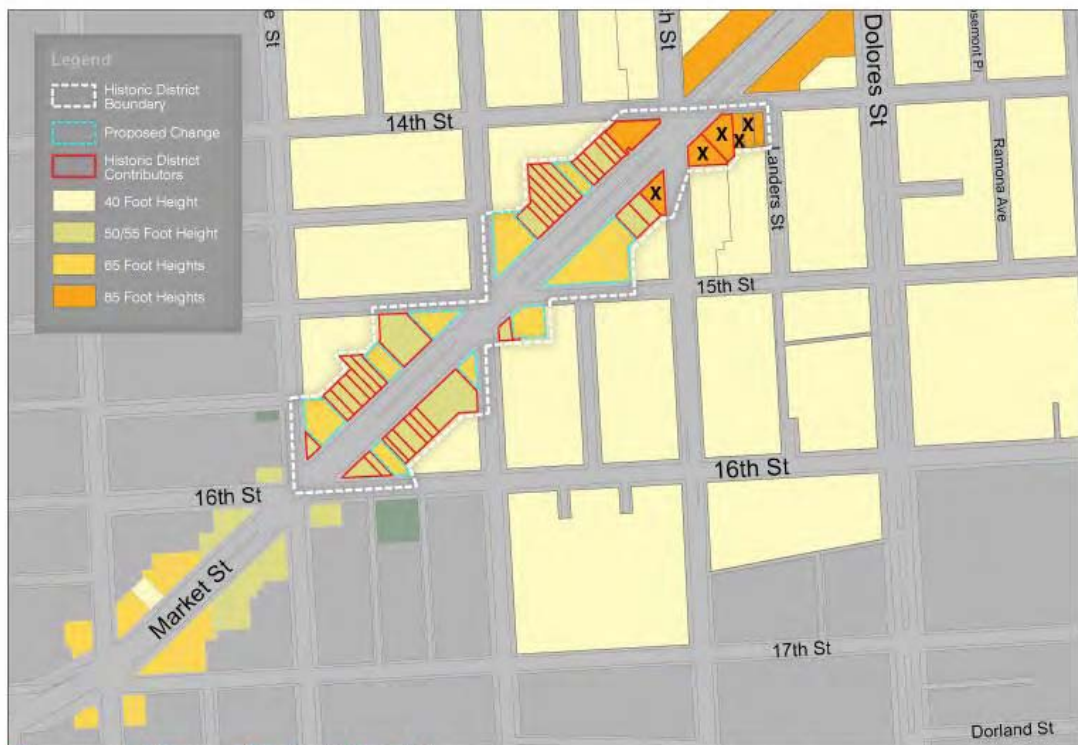 e St
h St
Dolores St
osemont Pl
Legend
Historic District
Boundary
Proposed Change
Historic District
Contributors
40 Foot Height
50/55 Foot Height
65 Foot Heights
85 Foot Heights
14th St
X
X
X
X
X
Landers St
Ramona Ave
15th St
16th St
16th St
Market St
17th St
Dorland St